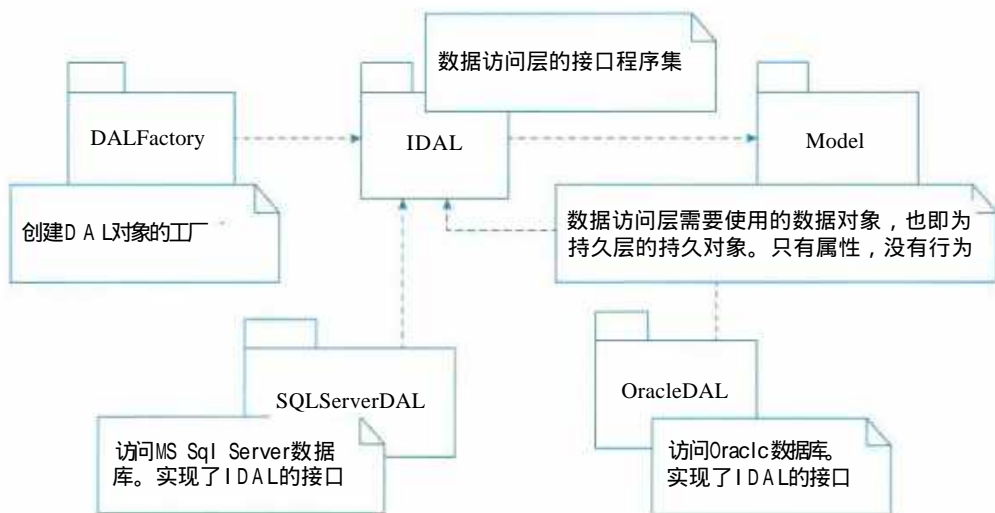 数据访问层的接口程序集
DALFactory
IDAL
Model
创建DAL对象的工厂
数据访问层需要使用的数据对象，也即为
持久层的持久对象。只有属性，没有行为
SQLServerDAL
OracleDAL
访问MS Sql Server数据
库。实现了IDAL的接口
访问Oraclc数据库。
实现了IDAL的接口